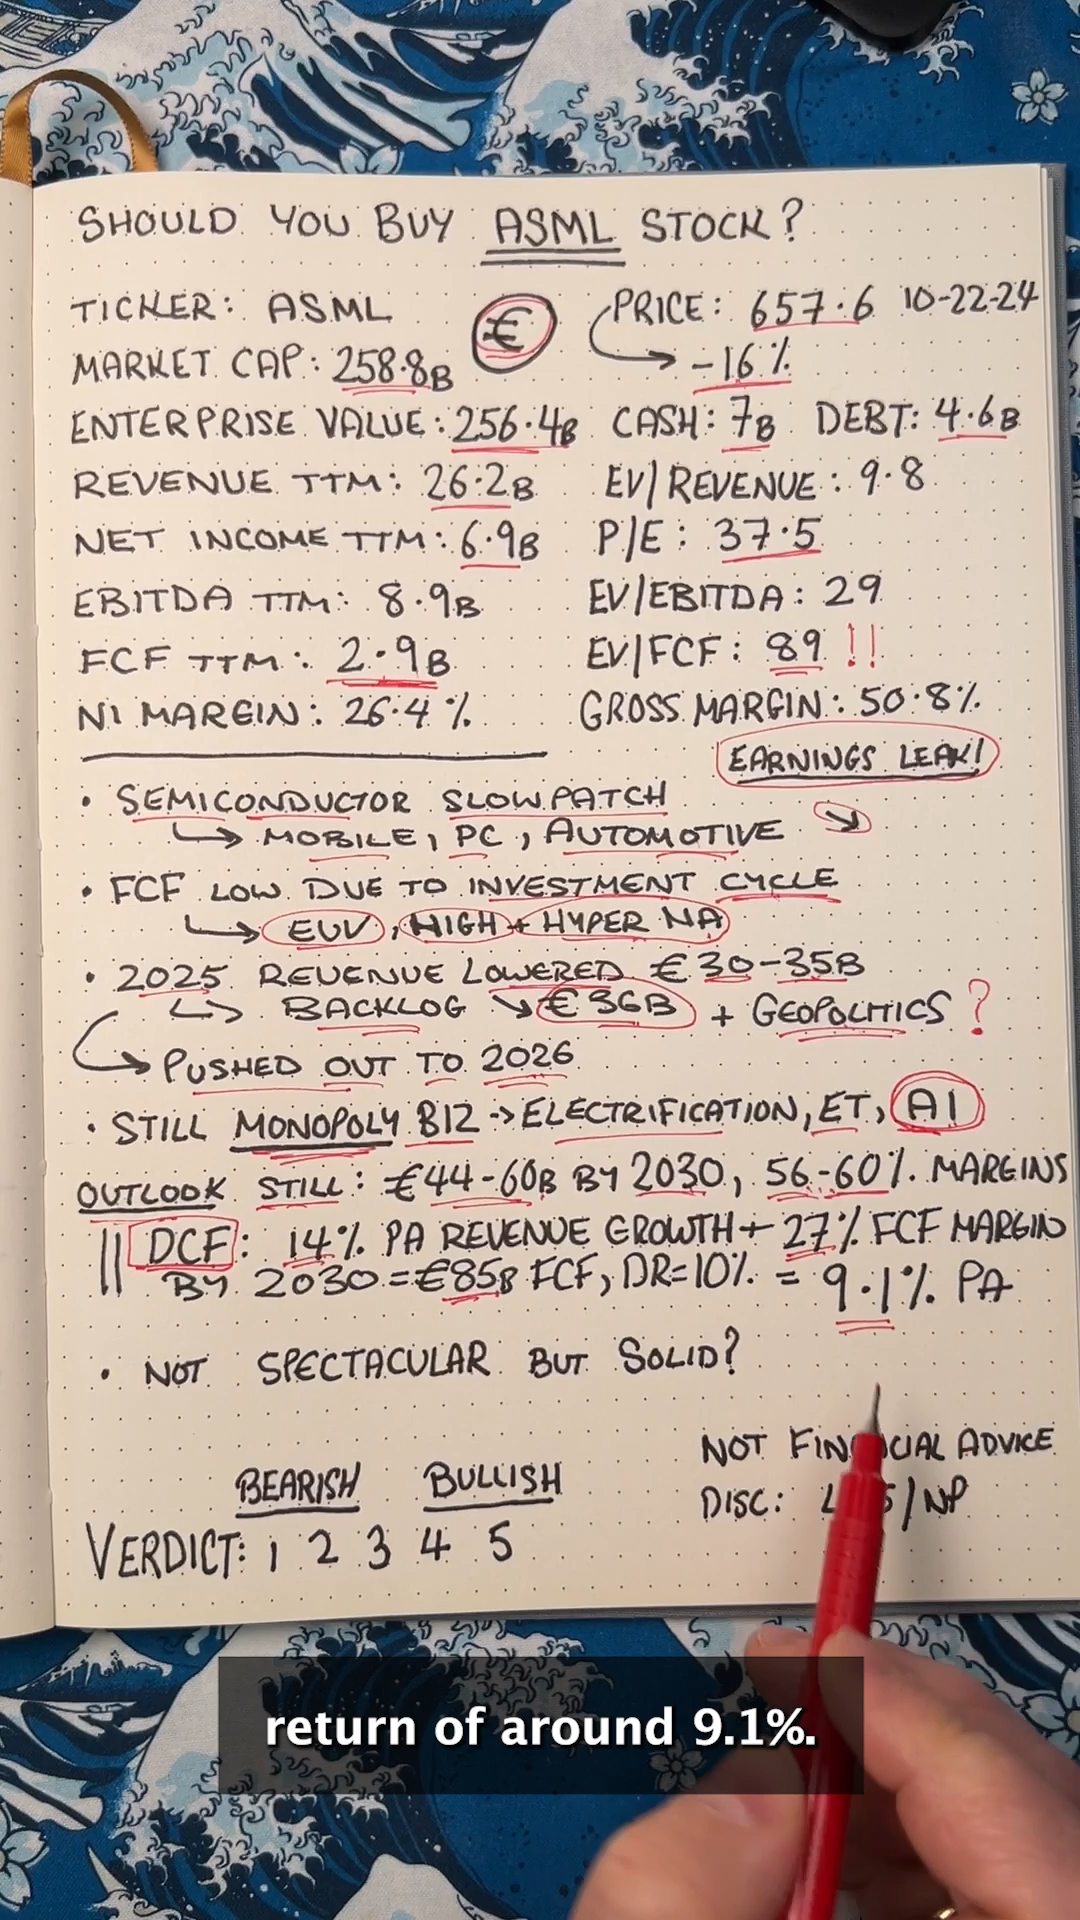 SHOULD YOU BUY ASML STOCK?
TICKER: ASML € PRICE: 657.6 10-22-24
MARKET CAP: 258.8B -16%
ENTERPRISE VALUE: 256.4B CASH: 7B DEBT: 4.6B
REVENUE TTM: 26.2B EV/REVENUE: 9.8
NET INCOME TTM: 6.9B P/E: 37.5
EBITDA TTM: 8.9B EV/EBITDA: 29
FCF TTM: 2.9B EV/FCF: 89 !!
NI MARGIN: 26.4% GROSS MARGIN: 50.8%
EARNINGS LEAK!
• SEMICONDUCTOR SLOWPATCH
↳ MOBILE, PC, AUTOMOTIVE ↘
• FCF LOW DUE TO INVESTMENT CYCLE
↳ EUV, HIGH + HYPER NA
• 2025 REVENUE LOWERED €30-35B
↳ BACKLOG ↘ €36B + GEOPOLITICS ?
→ PUSHED OUT TO 2026
• STILL MONOPOLY BIZ → ELECTRIFICATION, ET, AI
OUTLOOK STILL: €44-60B BY 2030, 56-60% MARGINS
|| DCF: 14% PA REVENUE GROWTH + 27% FCF MARGIN
BY 2030 = €85B FCF, DR=10% = 9.1% PA
• NOT SPECTACULAR BUT SOLID?
NOT FINANCIAL ADVICE
BEARISH BULLISH
DISC: /NP
VERDICT: 1 2 3 4 5
return of around 9.1%.